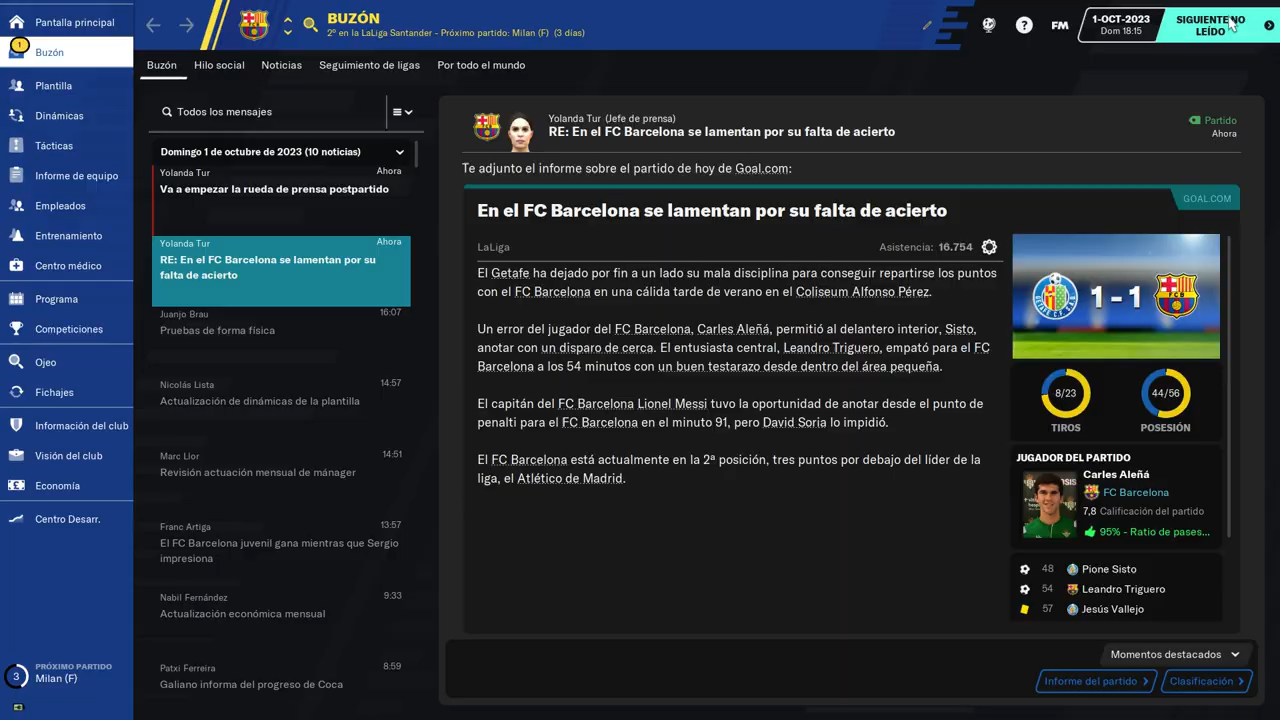 Pantalla principal
1
Buzón
Plantilla
Dinámicas
Tácticas
Informe de equipo
Empleados
Entrenamiento
Centro médico
Programa
Competiciones
Ojeo
Fichajes
Información del club
Visión del club
Economía
Centro Desarr.
3
PRÓXIMO PARTIDO
Milan (F)
BUZÓN
2º en la LaLiga Santander - Próximo partido: Milan (F) (3 días)
?
FM
1-OCT-2023
Dom 18:15
SIGUIENTE NO
LEÍDO
Buzón
Hilo social
Noticias
Seguimiento de ligas
Por todo el mundo
Todos los mensajes
Domingo 1 de octubre de 2023 (10 noticias)
Yolanda Tur
Ahora
Va a empezar la rueda de prensa postpartido
Yolanda Tur
Ahora
RE: En el FC Barcelona se lamentan por su
falta de acierto
Juanjo Brau
16:07
Pruebas de forma física
Nicolás Lista
14:57
Actualización de dinámicas de la plantilla
Marc Llor
14:51
Revisión actuación mensual de mánager
Franc Artiga
13:57
El FC Barcelona juvenil gana mientras que Sergio
impresiona
Nabil Fernández
9:33
Actualización económica mensual
Patxi Ferreira
8:59
Galiano informa del progreso de Coca
Yolanda Tur (Jefe de prensa)
RE: En el FC Barcelona se lamentan por su falta de acierto
Partido
Ahora
Te adjunto el informe sobre el partido de hoy de Goal.com:
GOAL.COM
En el FC Barcelona se lamentan por su falta de acierto
LaLiga
Asistencia: 16.754
El Getafe ha dejado por fin a un lado su mala disciplina para conseguir repartirse los puntos
con el FC Barcelona en una cálida tarde de verano en el Coliseum Alfonso Pérez.
Un error del jugador del FC Barcelona, Carles Aleñá, permitió al delantero interior, Sisto,
anotar con un disparo de cerca. El entusiasta central, Leandro Triguero, empató para el FC
Barcelona a los 54 minutos con un buen testarazo desde dentro del área pequeña.
El capitán del FC Barcelona Lionel Messi tuvo la oportunidad de anotar desde el punto de
penalti para el FC Barcelona en el minuto 91, pero David Soria lo impidió.
El FC Barcelona está actualmente en la 2ª posición, tres puntos por debajo del líder de la
liga, el Atlético de Madrid.
1 - 1
8/23
TIROS
44/56
POSESIÓN
JUGADOR DEL PARTIDO
Carles Aleñá
FC Barcelona
7,8 Calificación del partido
95% - Ratio de pases...
48 Pione Sisto
54 Leandro Triguero
57 Jesús Vallejo
Momentos destacados
Informe del partido
Clasificación